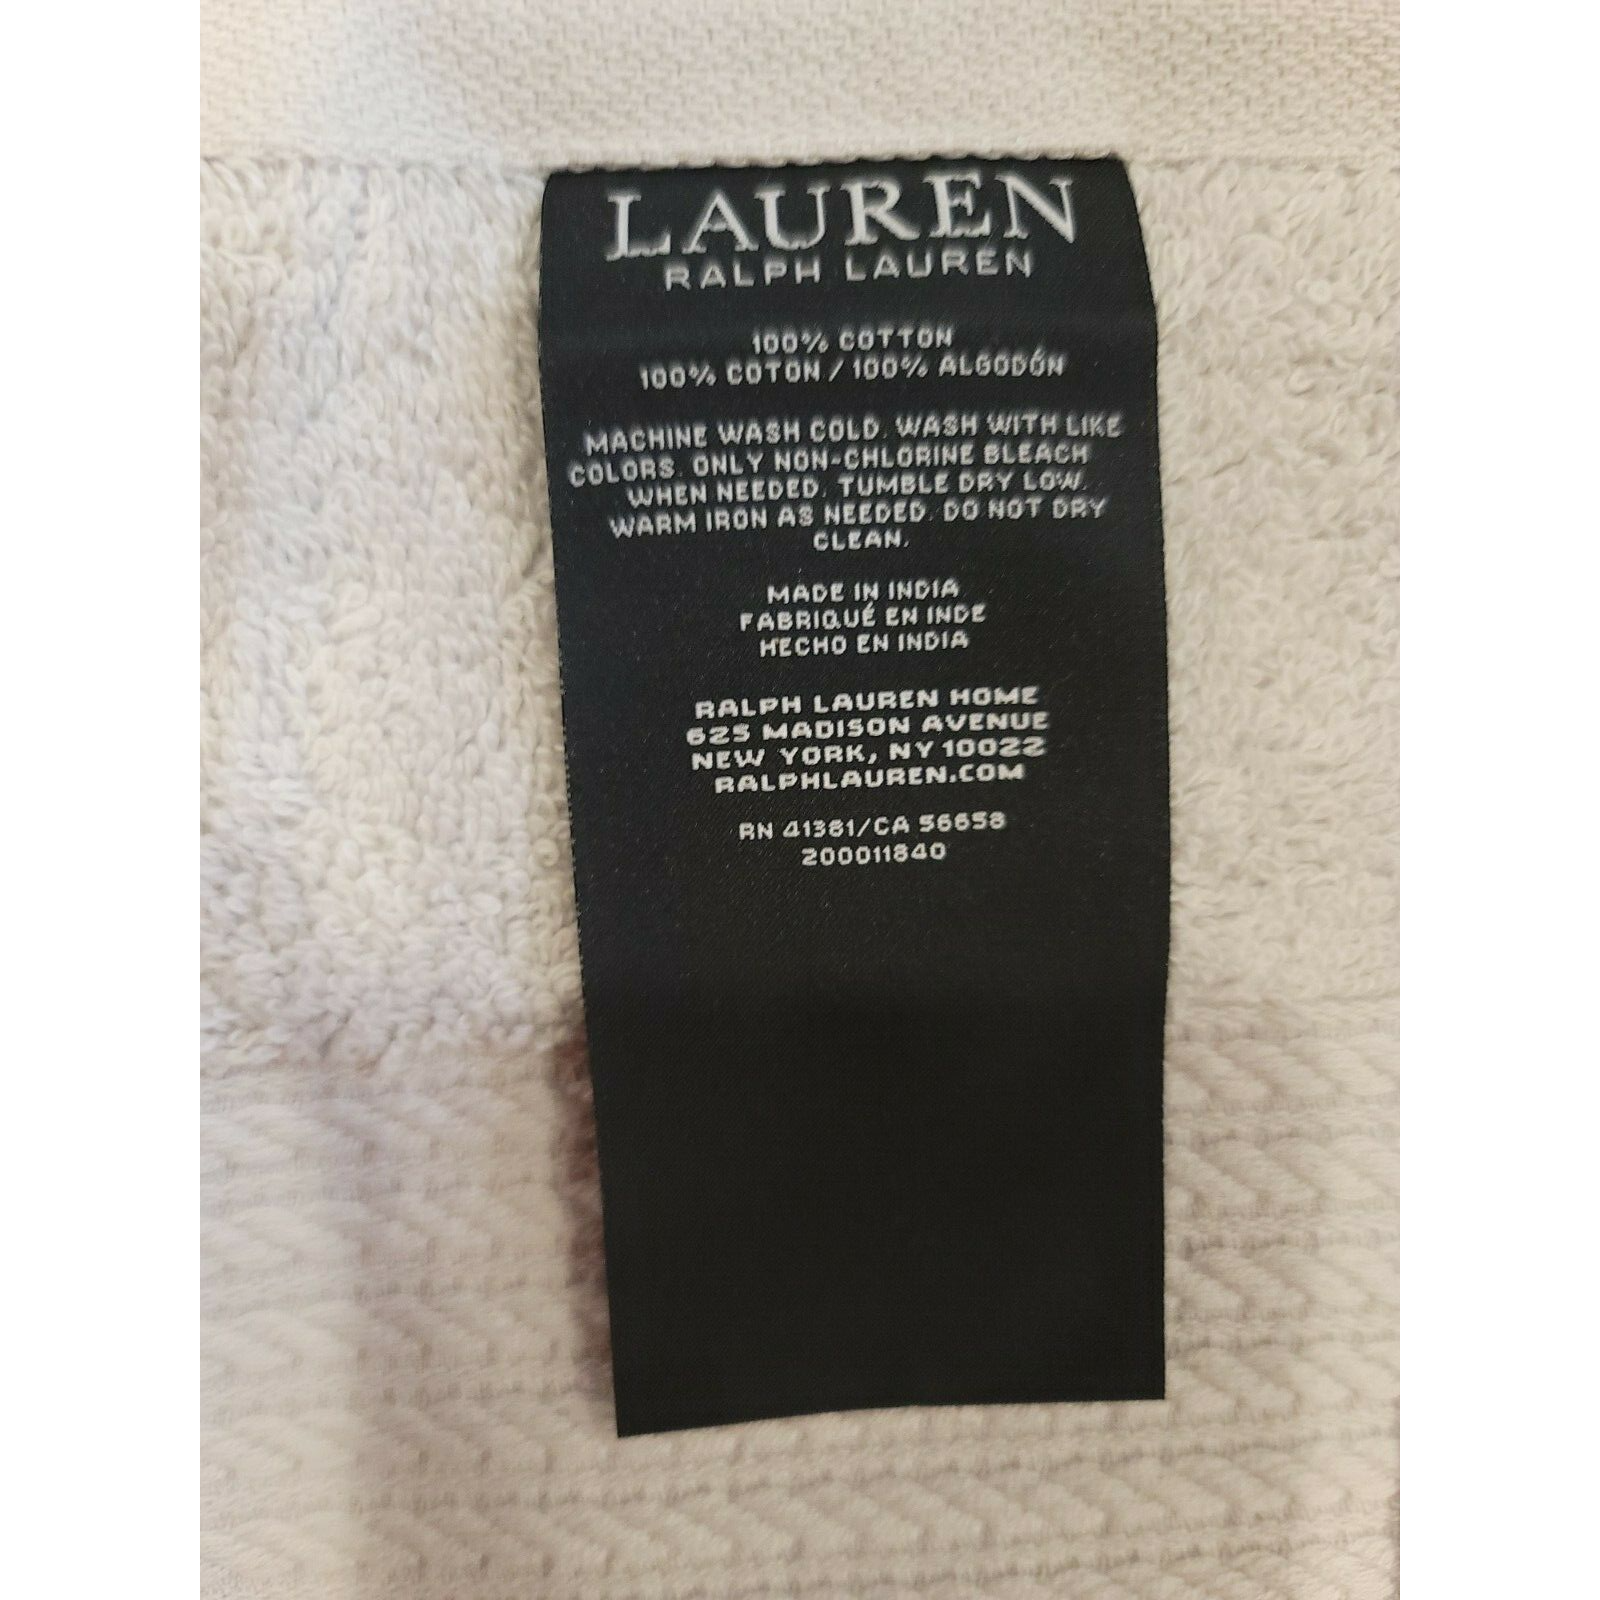 LAUREN
RALPH LAUREN
100% COTTON
100% COTON / 100% ALGODÓN
MACHINE WASH COLD. WASH WITH LIKE
COLORS. ONLY NON-CHLORINE BLEACH
WHEN NEEDED. TUMBLE DRY LOW.
WARM IRON AS NEEDED. DO NOT DRY
CLEAN.
MADE IN INDIA
FABRIQUÉ EN INDE
HECHO EN INDIA
RALPH LAUREN HOME
625 MADISON AVENUE
NEW YORK, NY 10022
RALPHLAUREN.COM
RN 41381/CA 56658
200011840